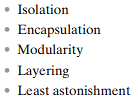 • Isolation
• Encapsulation
• Modularity
• Layering
• Least astonishment